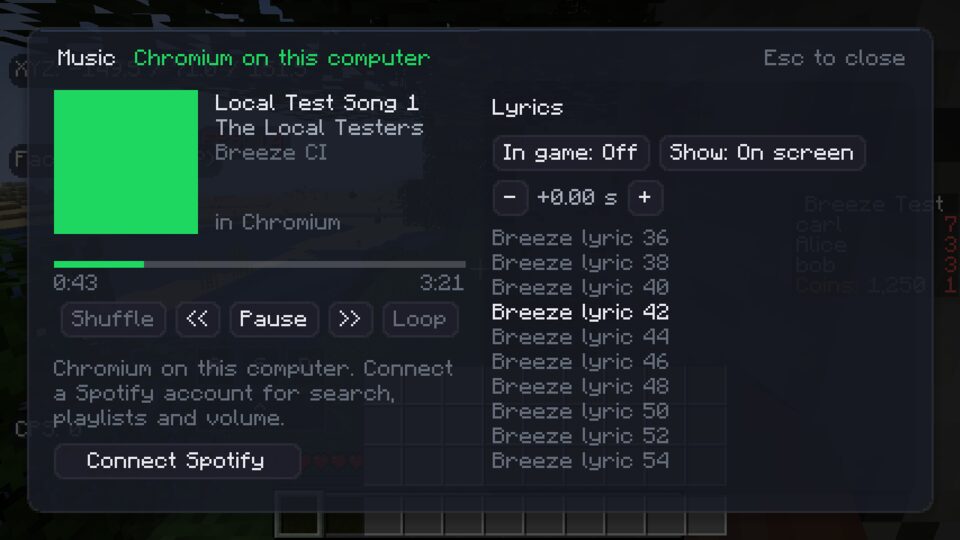 Music Chromium on this computer
Esc to close
Local Test Song 1
The Local Testers
Breeze CI
in Chromium
0:43
3:21
Shuffle
<<
Pause
>>
Loop
Chromium on this computer. Connect
a Spotify account for search,
playlists and volume.
Connect Spotify
Lyrics
In game: Off
Show: On screen
-
+0.00 s
+
Breeze lyric 36
Breeze lyric 38
Breeze lyric 40
Breeze lyric 42
Breeze lyric 44
Breeze lyric 46
Breeze lyric 48
Breeze lyric 50
Breeze lyric 52
Breeze lyric 54
Breeze Test
carl 7
Alice 3
bob 3
Coins: 1,250 1